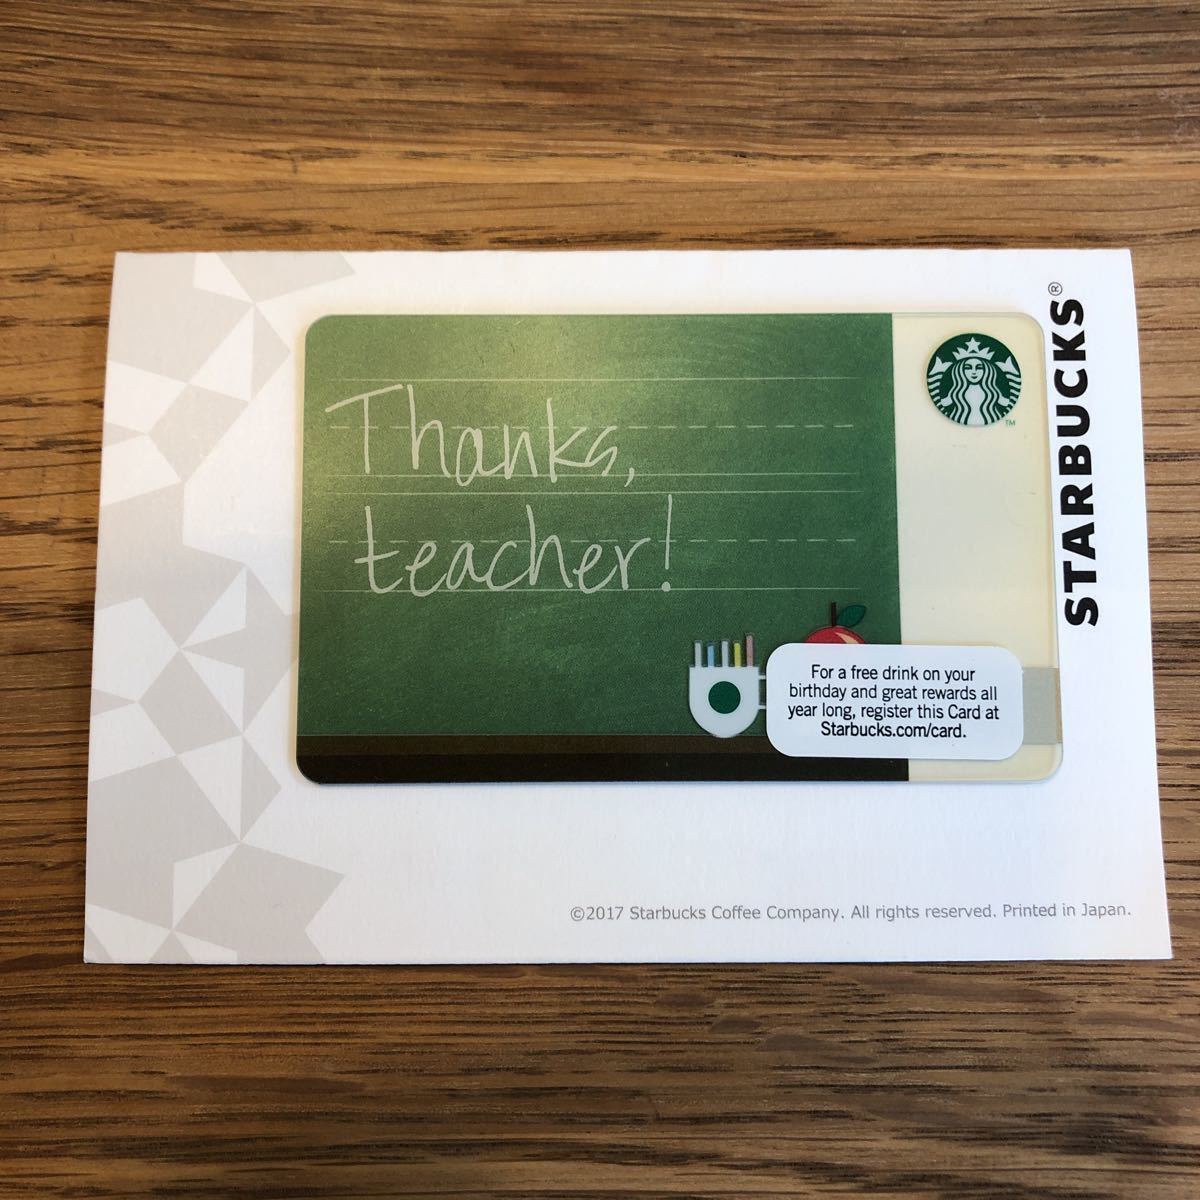 Thanks,
teacher!
TM
STARBUCKS®
For a free drink on your
birthday and great rewards all
year long, register this Card at
Starbucks.com/card.
©2017 Starbucks Coffee Company. All rights reserved. Printed in Japan.